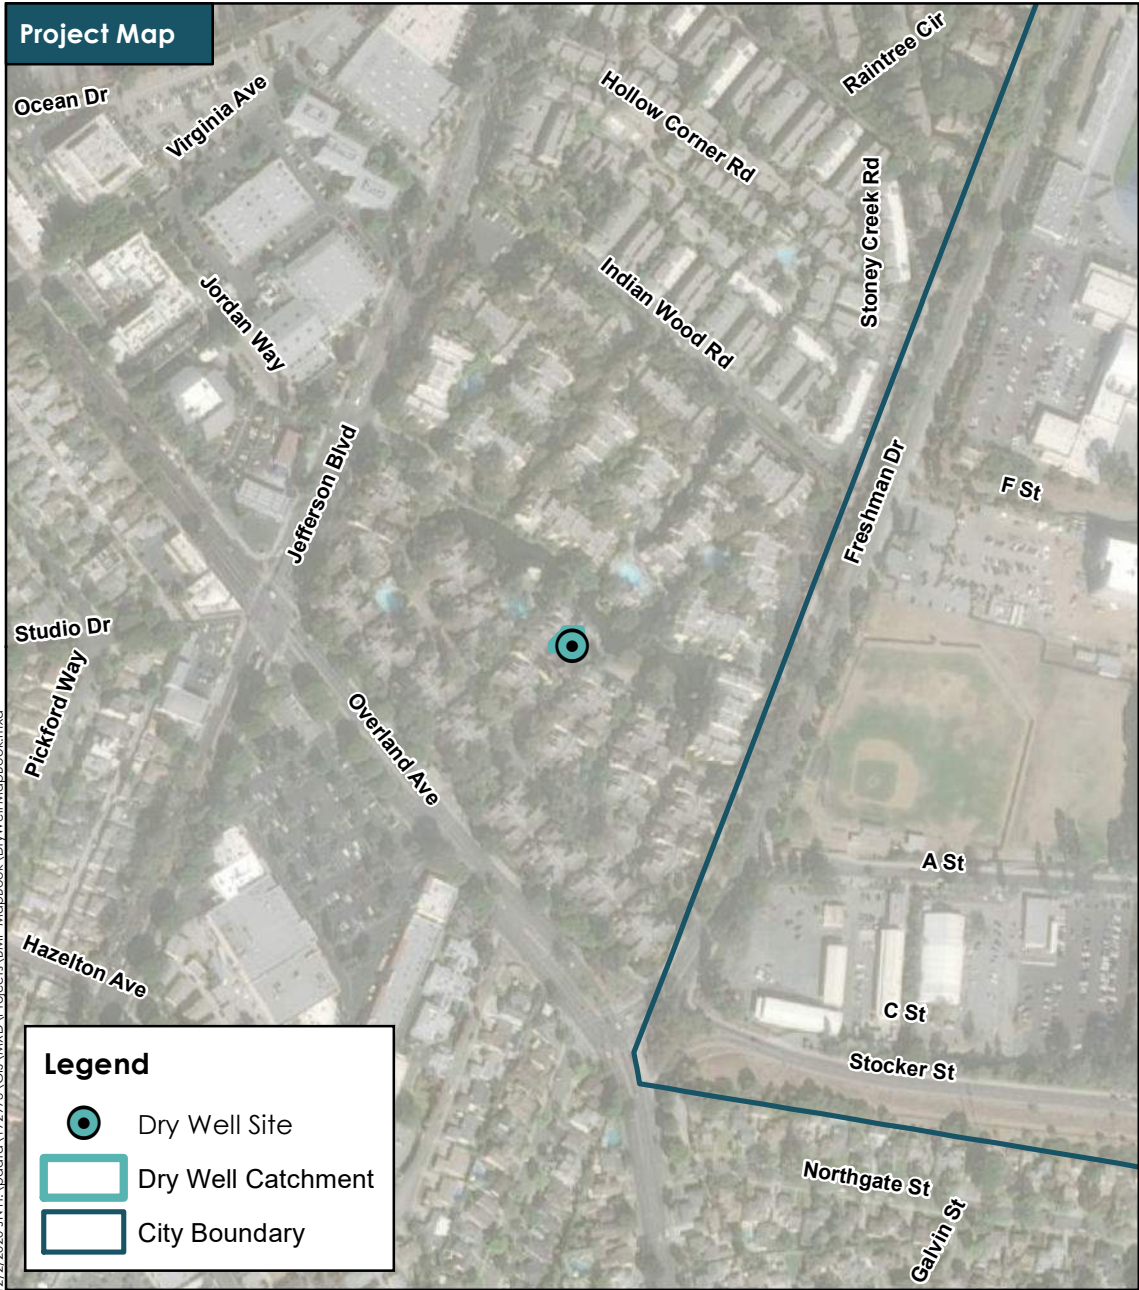 Project Map
Ocean Dr
Virginia Ave
Raintree Cir
Hollow Corner Rd
Stoney Creek Rd
Jordan Way
Indian Wood Rd
Jefferson Blvd
Freshman Dr
F St
Studio Dr
Pickford Way
Overland Ave
A St
Hazelton Ave
C St
Stocker St
Northgate St
Galvin St
Legend
Dry Well Site
Dry Well Catchment
City Boundary